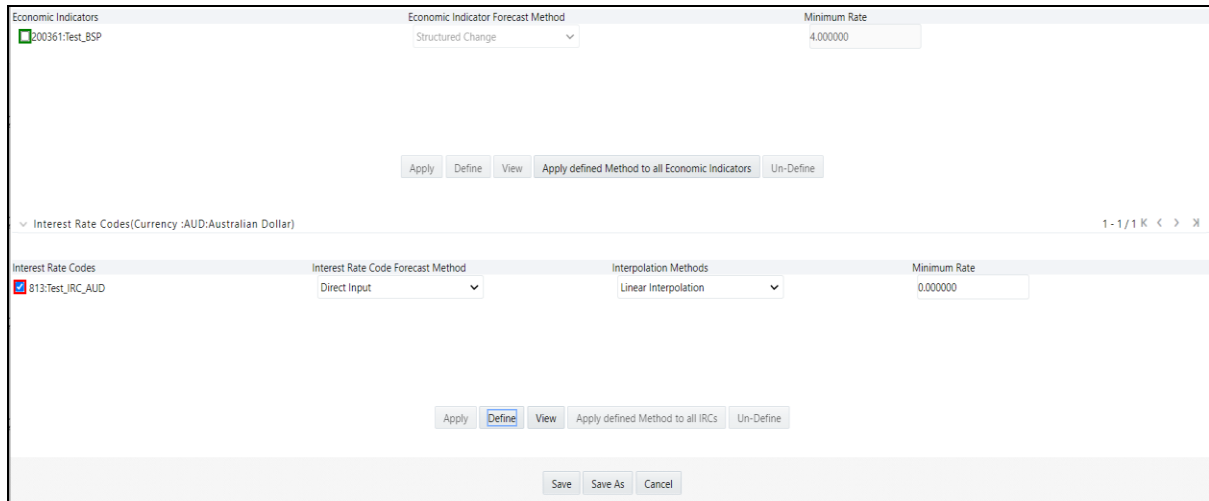 Economic Indicators Economic Indicator Forecast Method Minimum Rate
200361:Test_BSP Structured Change 4.000000
Apply Define View Apply defined Method to all Economic Indicators Un-Define
Interest Rate Codes(Currency :AUD:Australian Dollar) 1 - 1 / 1
Interest Rate Codes Interest Rate Code Forecast Method Interpolation Methods Minimum Rate
813:Test_IRC_AUD Direct Input Linear Interpolation 0.000000
Apply Define View Apply defined Method to all IRCs Un-Define
Save Save As Cancel